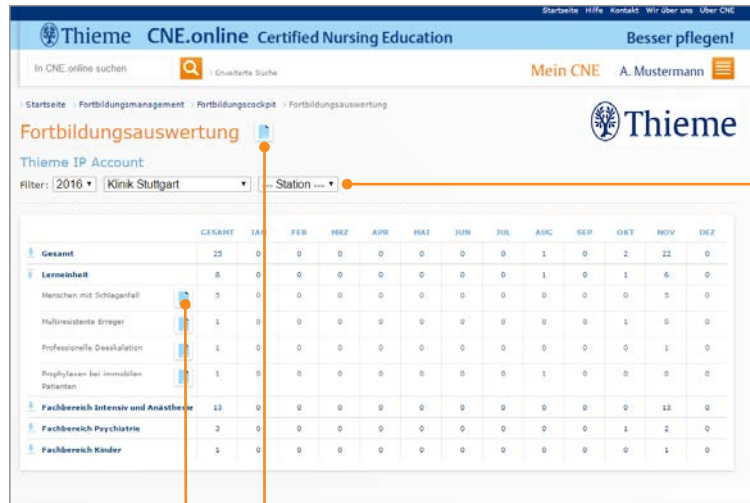 Startseite Hilfe Kontakt Wir über uns Über CNE
Thieme CNE.online Certified Nursing Education Besser pflegen!
In CNE.online suchen Erweiterte Suche Mein CNE A. Mustermann
Startseite Fortbildungsmanagement Fortbildungscockpit Fortbildungsauswertung
Fortbildungsauswertung
Thieme
Thieme IP Account
Filter: 2016 Klinik Stuttgart --- Station ---
GESAMT JAN FEB MRZ APR MAI JUN JUL AUG SEP OKT NOV DEZ
Gesamt 25 0 0 0 0 0 0 0 1 0 2 22 0
Lerneinheit 8 0 0 0 0 0 0 0 1 0 1 6 0
Menschen mit Schlaganfall 5 0 0 0 0 0 0 0 0 0 0 5 0
Multiresistente Erreger 1 0 0 0 0 0 0 0 0 0 1 0 0
Professionelle Deeskalation 1 0 0 0 0 0 0 0 0 0 0 1 0
Prophylaxen bei immobilen 1 0 0 0 0 0 0 0 1 0 0 0 0
Patienten
Fachbereich Intensiv und Anästhesie 13 0 0 0 0 0 0 0 0 0 0 13 0
Fachbereich Psychiatrie 3 0 0 0 0 0 0 0 0 0 1 2 0
Fachbereich Kinder 1 0 0 0 0 0 0 0 0 0 0 1 0